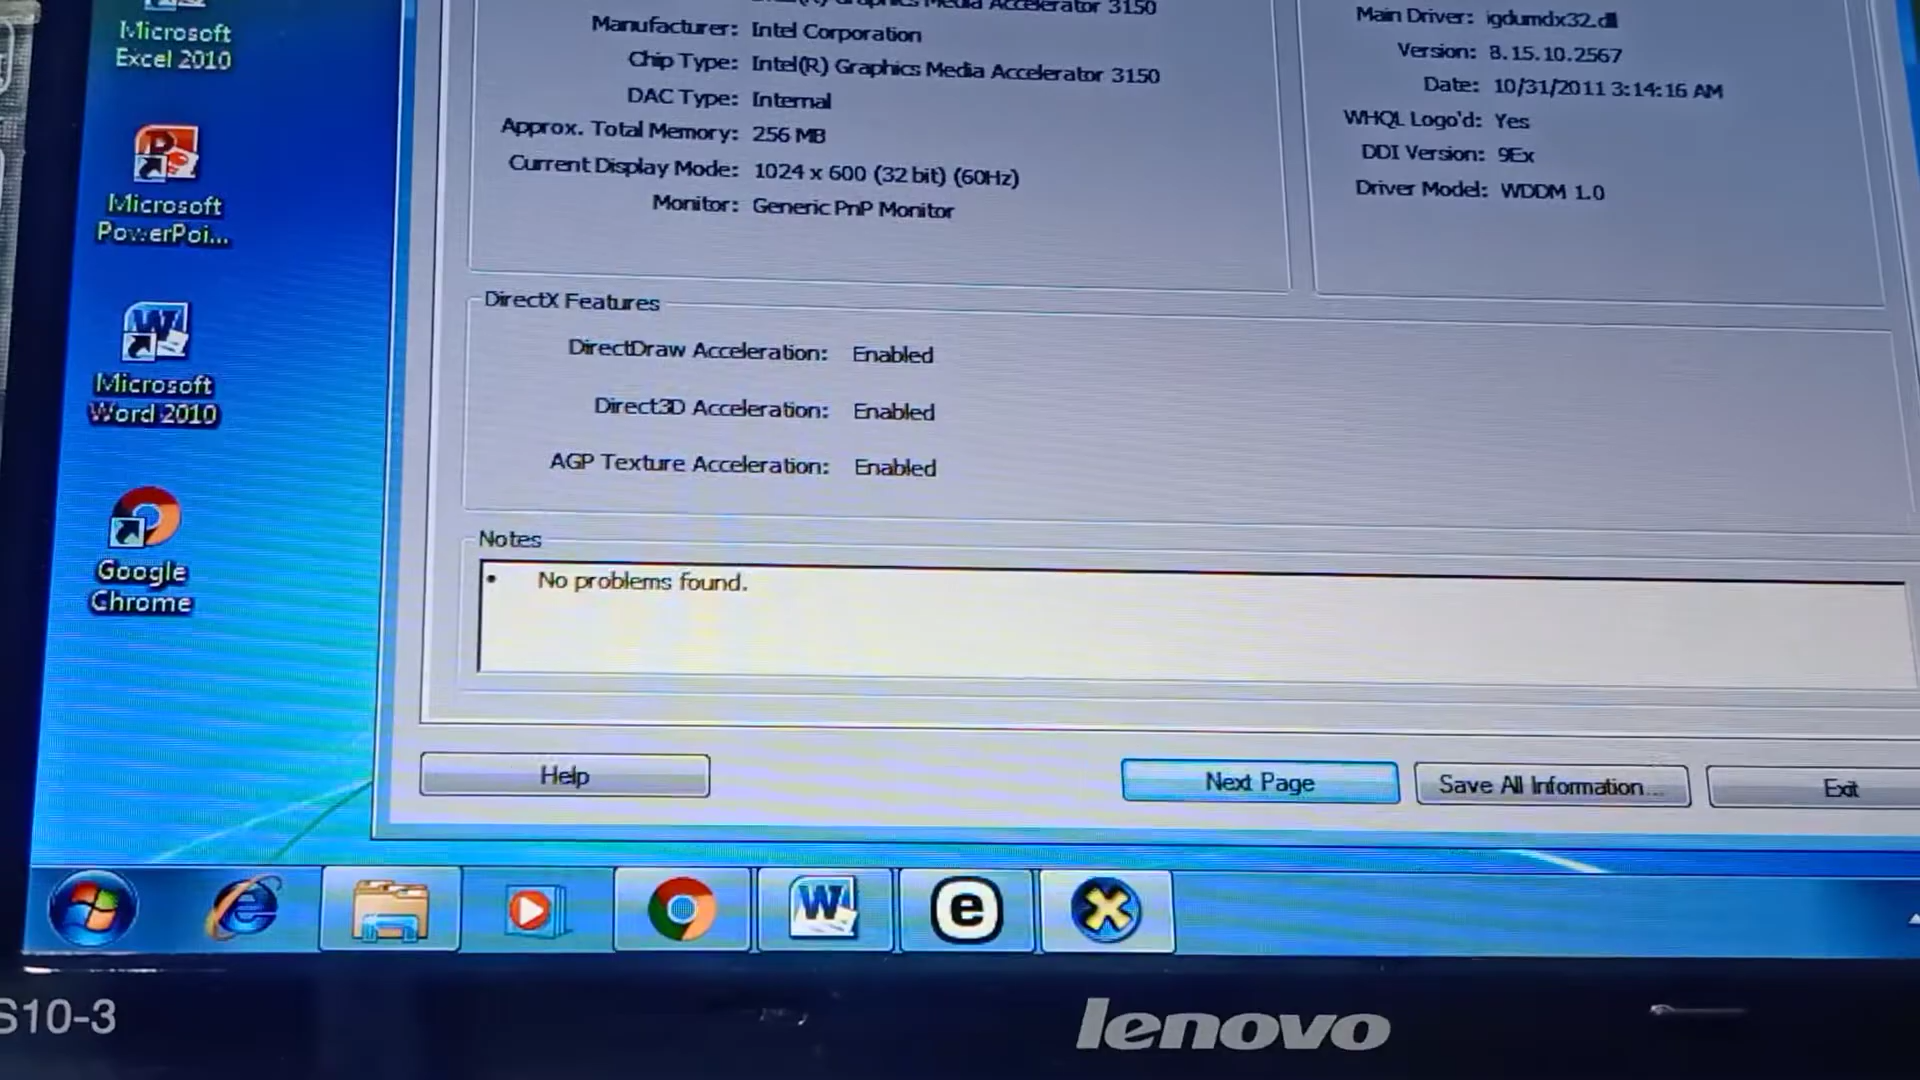 Microsoft
Excel 2010
Microsoft
PowerPoi...
Microsoft
Word 2010
Google
Chrome
Graphics Media Accelerator 3150
Manufacturer: Intel Corporation
Chip Type: Intel(R) Graphics Media Accelerator 3150
DAC Type: Internal
Approx. Total Memory: 256 MB
Current Display Mode: 1024 x 600 (32 bit) (60Hz)
Monitor: Generic PnP Monitor
Main Driver: igdumdx32.dll
Version: 8.15.10.2567
Date: 10/31/2011 3:14:16 AM
WHQL Logo'd: Yes
DDI Version: 9Ex
Driver Model: WDDM 1.0
DirectX Features
DirectDraw Acceleration: Enabled
Direct3D Acceleration: Enabled
AGP Texture Acceleration: Enabled
Notes
• No problems found.
Help
Next Page
Save All Information...
Exit
S10-3
lenovo